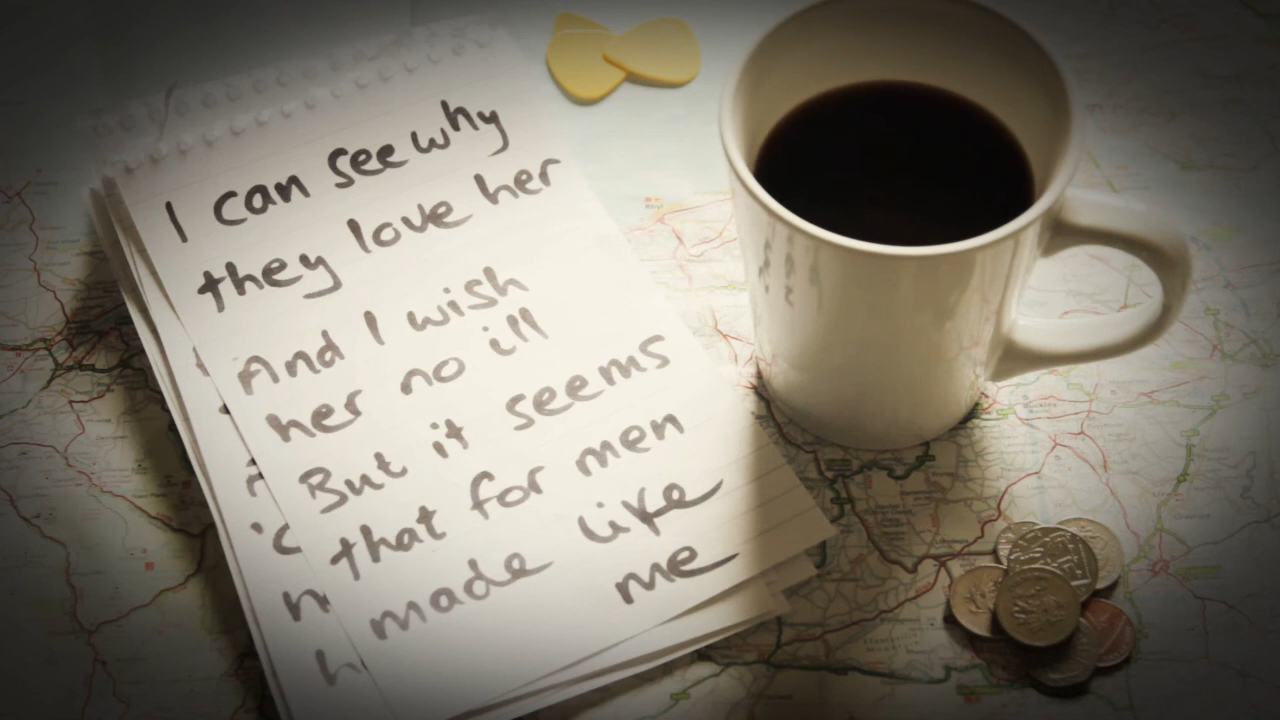 I can see why
they love her
And I wish
her no ill
But it seems
that for men
made like
me